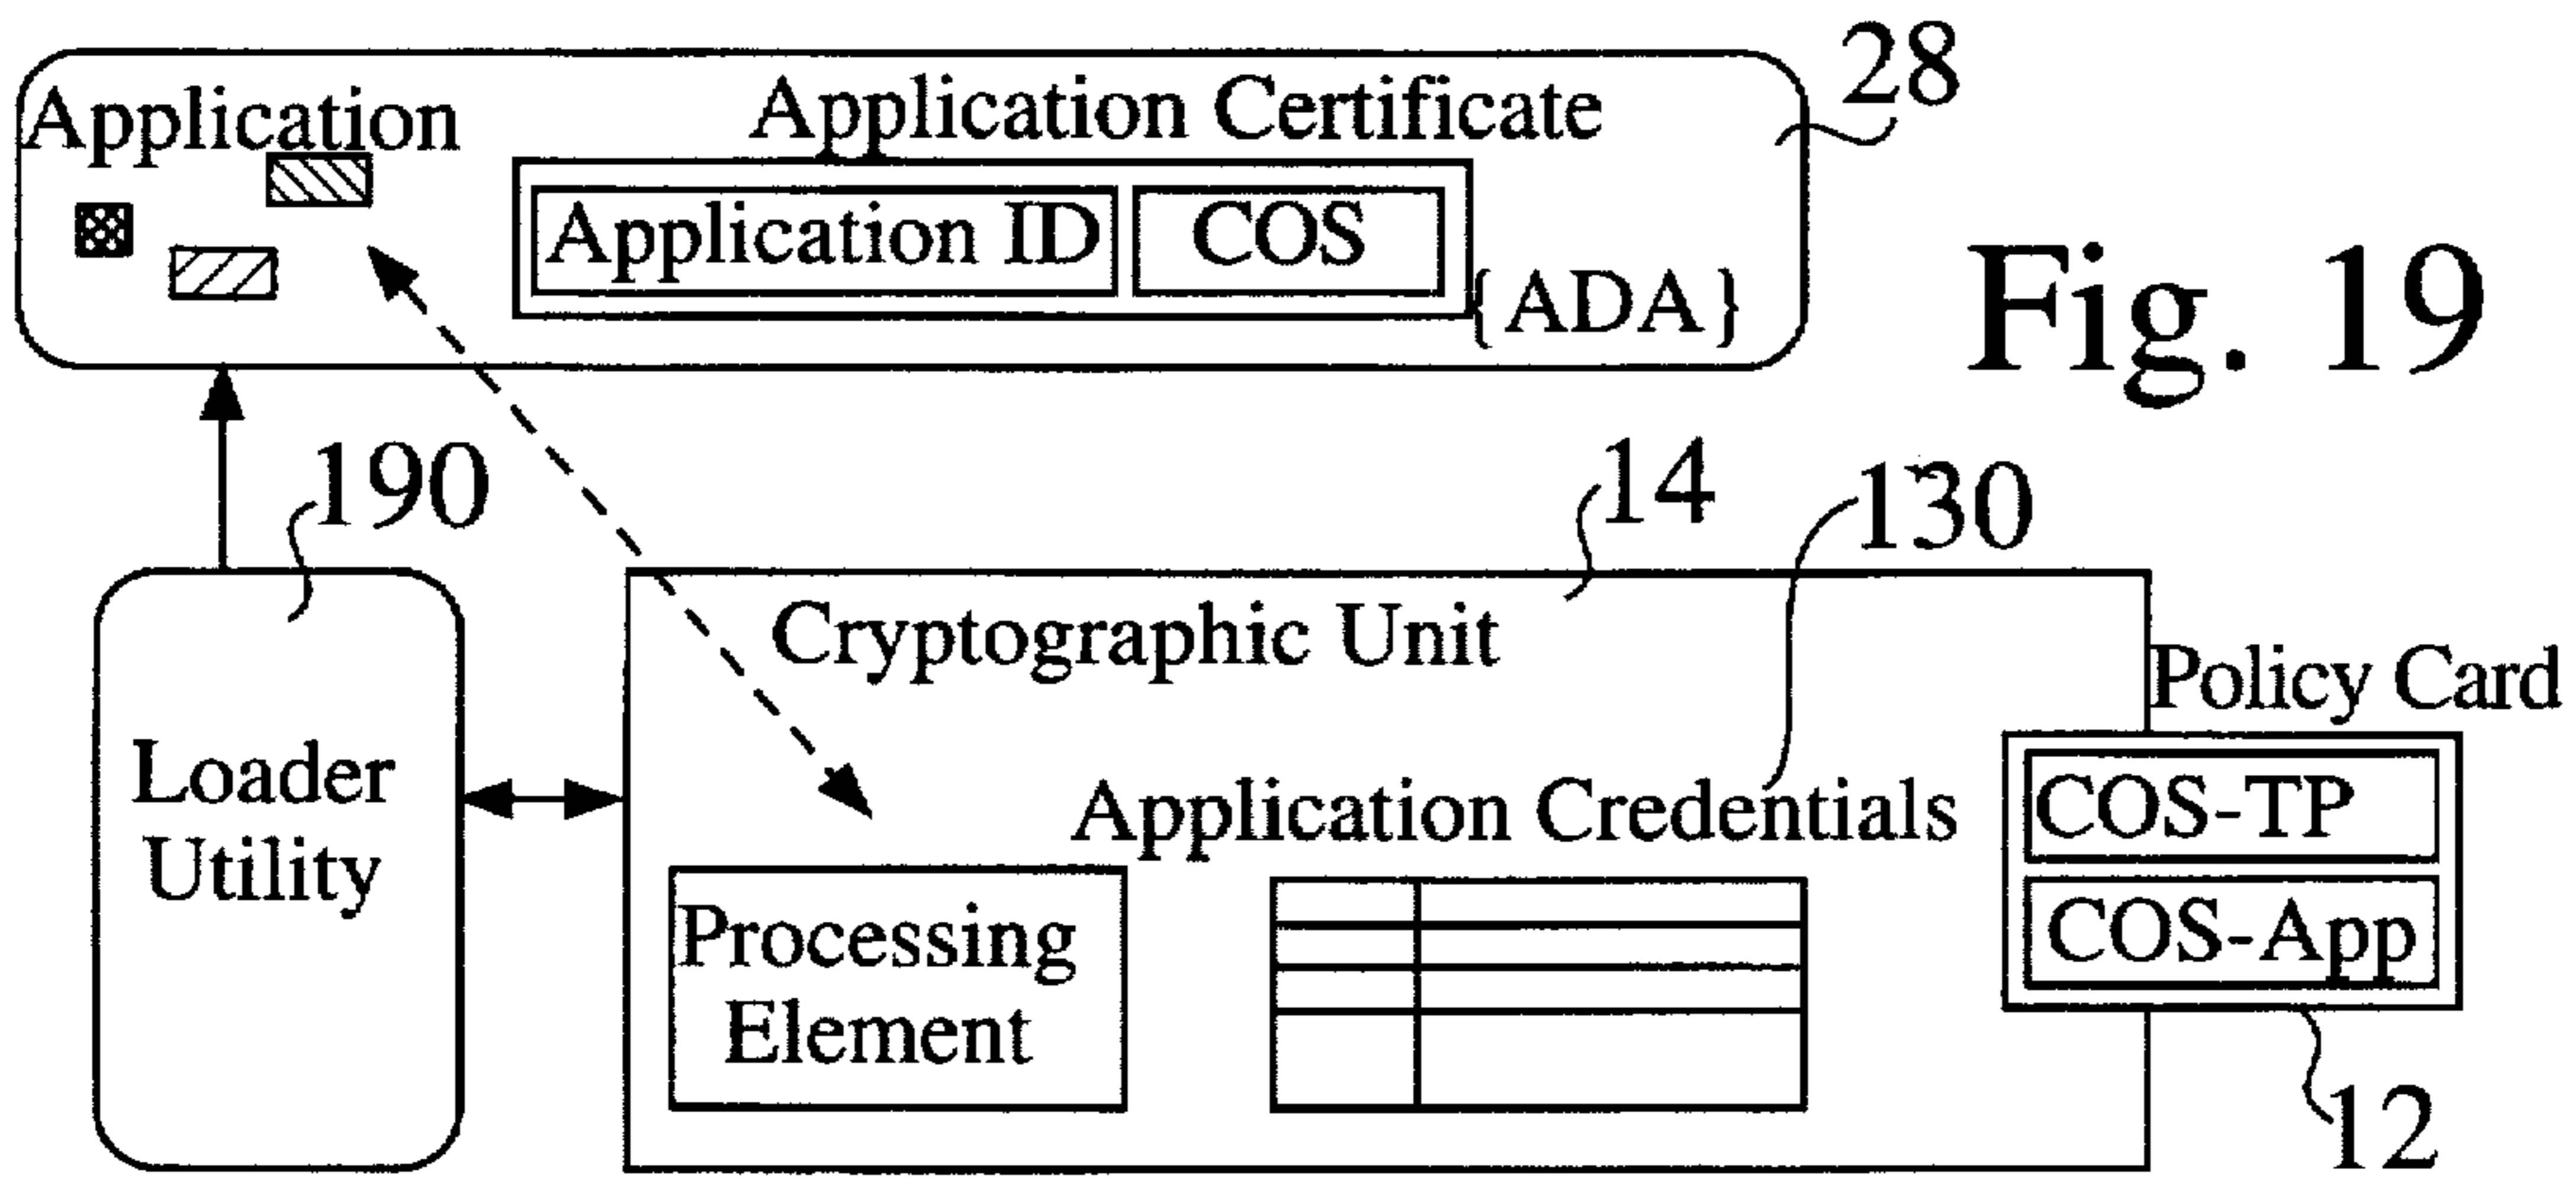 28
Application
Application Certificate
Application ID
COS
{ADA}
Fig. 19
190
14
130
Cryptographic Unit
Policy Card
Loader
Utility
Application Credentials
COS-TP
COS-App
Processing
Element
12